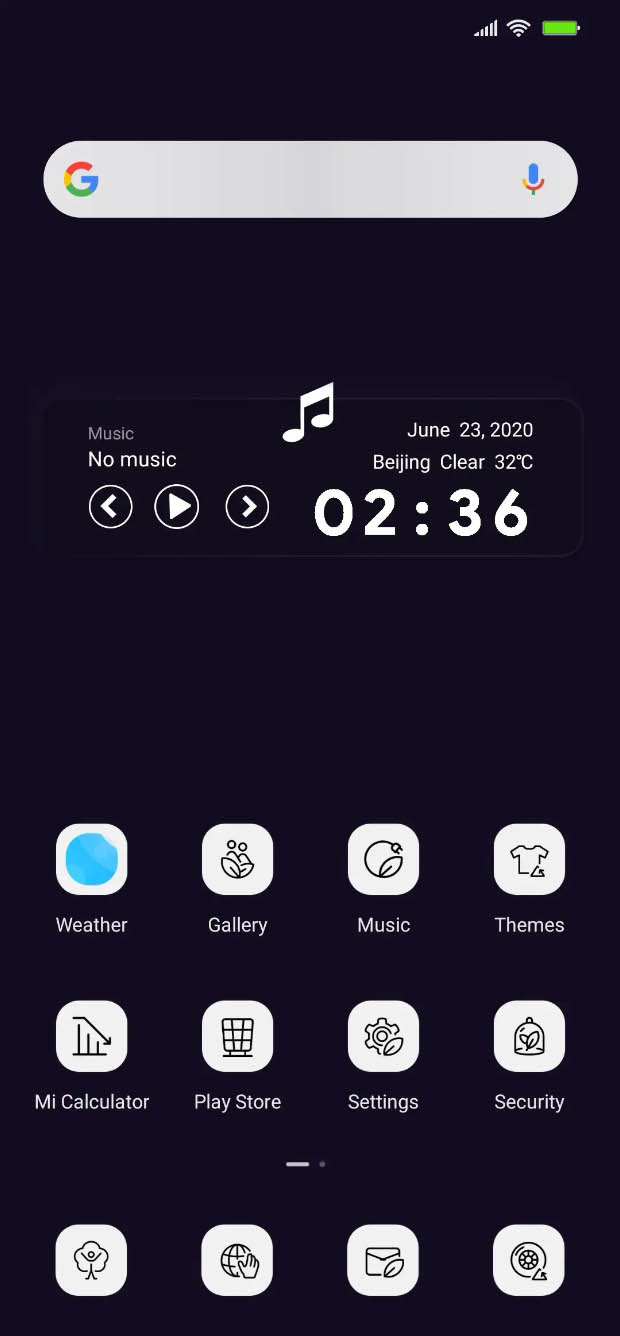 Music
No music
June 23, 2020
Beijing Clear 32℃
02:36
Weather
Gallery
Music
Themes
Mi Calculator
Play Store
Settings
Security